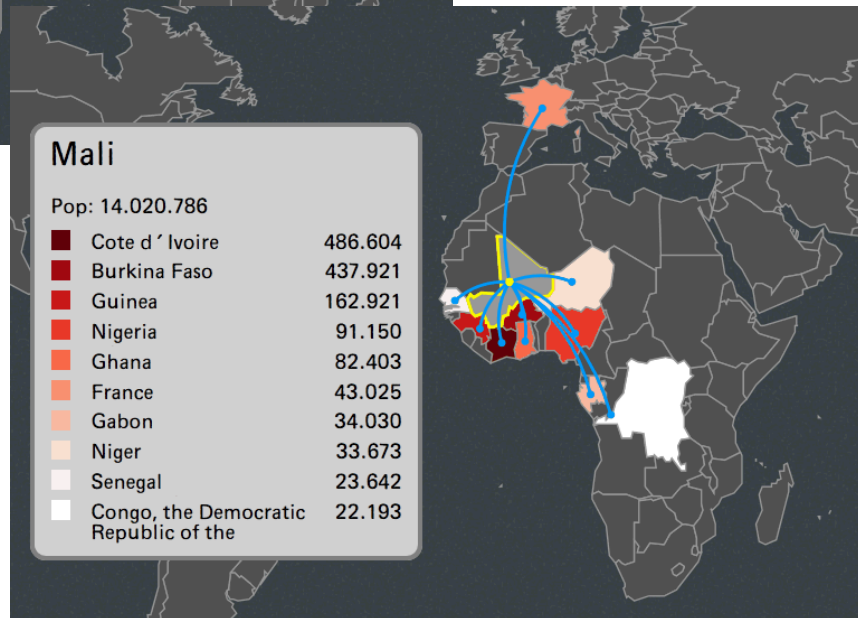 Mali
Pop: 14.020.786
Cote d´Ivoire 486.604
Burkina Faso 437.921
Guinea 162.921
Nigeria 91.150
Ghana 82.403
France 43.025
Gabon 34.030
Niger 33.673
Senegal 23.642
Congo, the Democratic 22.193
Republic of the